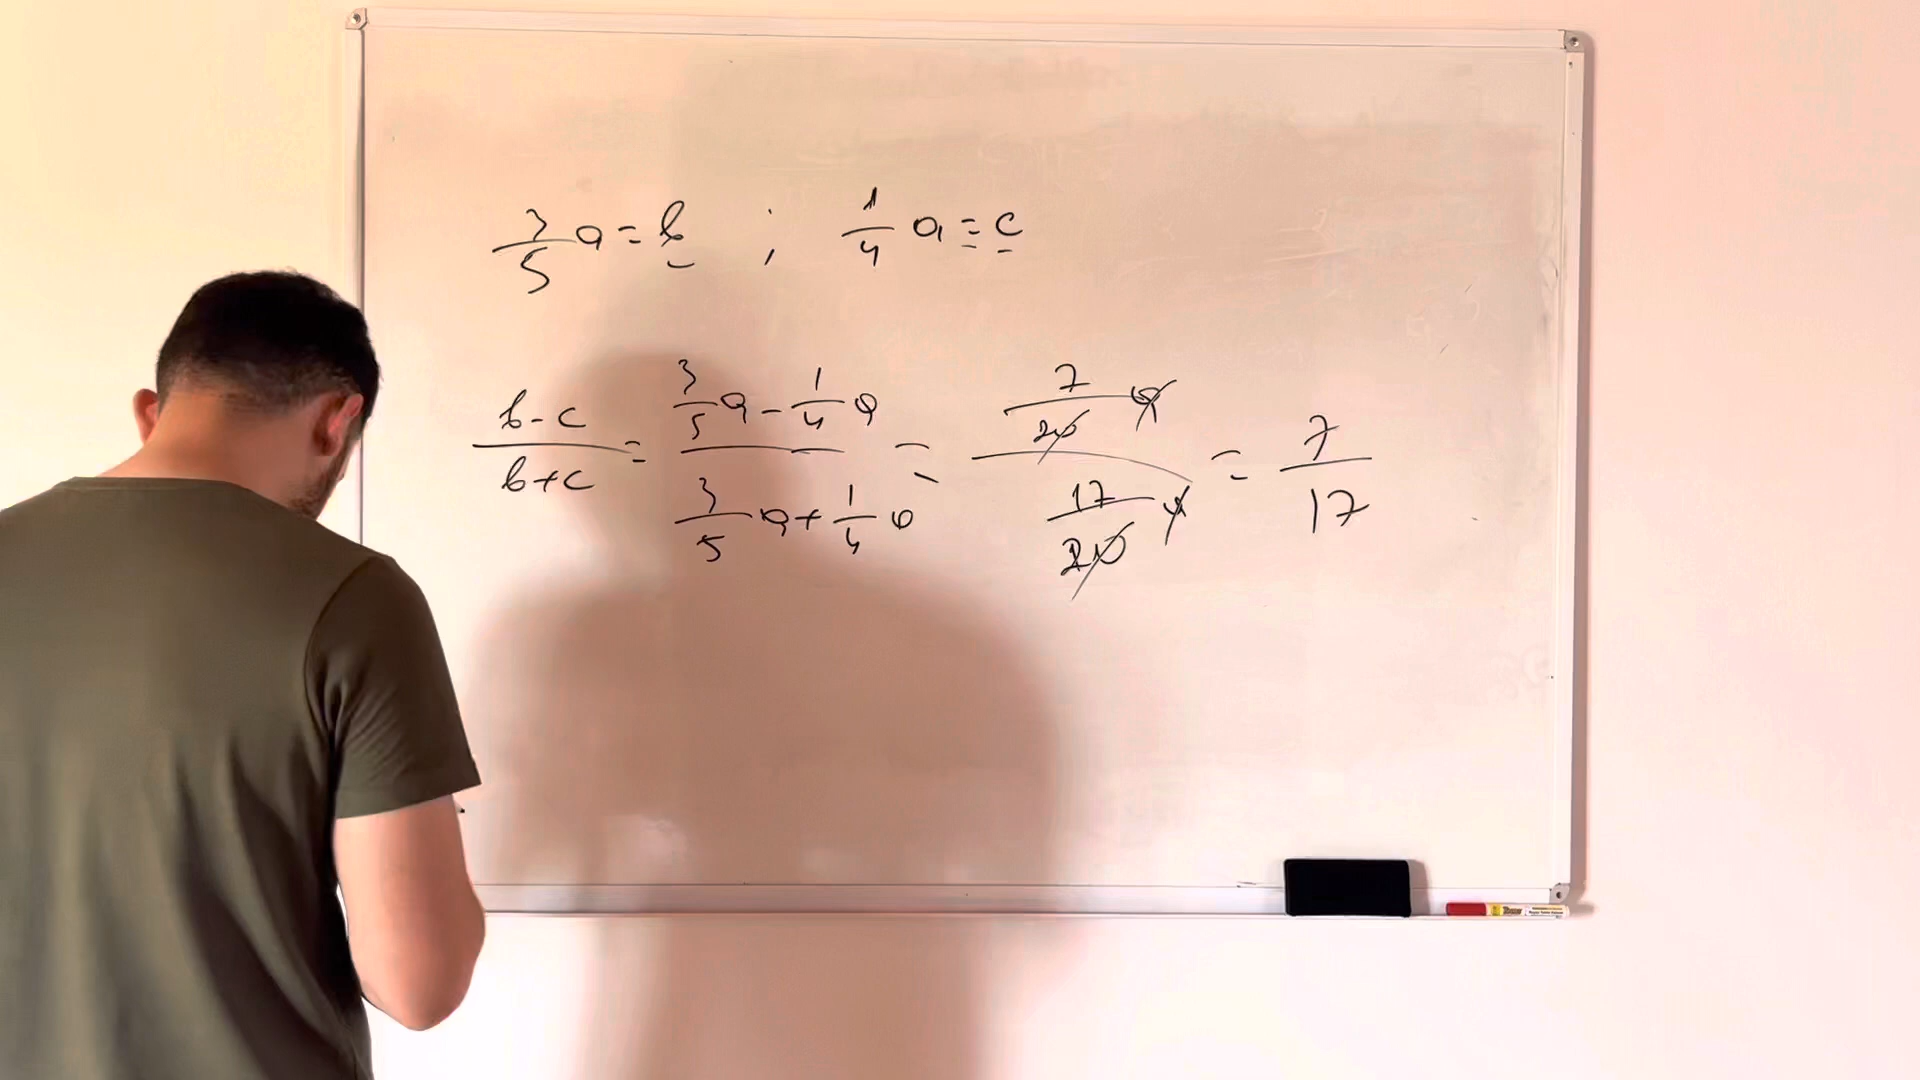 3/5 a = b ; 1/4 a = c
(b - c)/(b + c) = (3/5 a - 1/4 a)/(3/5 a + 1/4 a) = (7/20 a)/(17/20 a) = 7/17